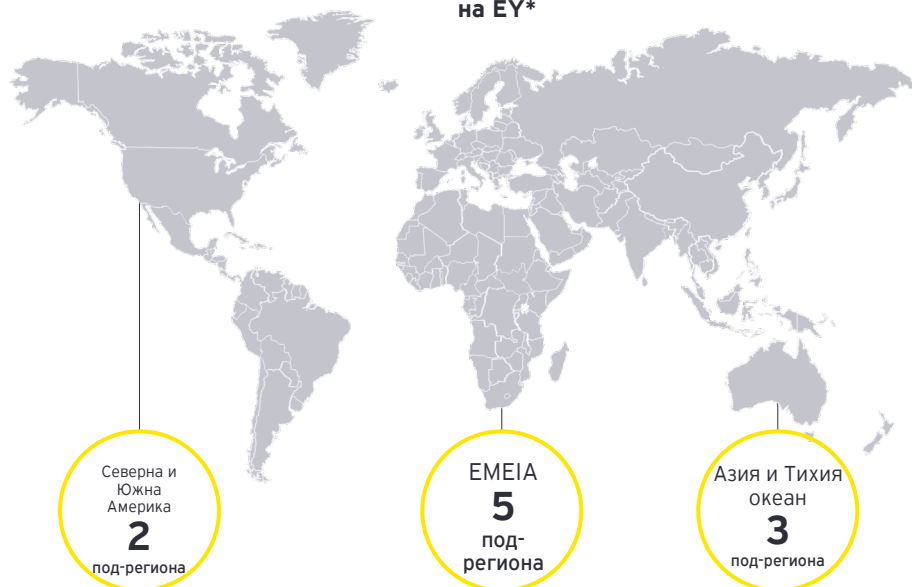 на EY*
Северна и
Южна
Америка
2
под-региона
EMEIA
5
под-
региона
Азия и Тихия
океан
3
под-региона